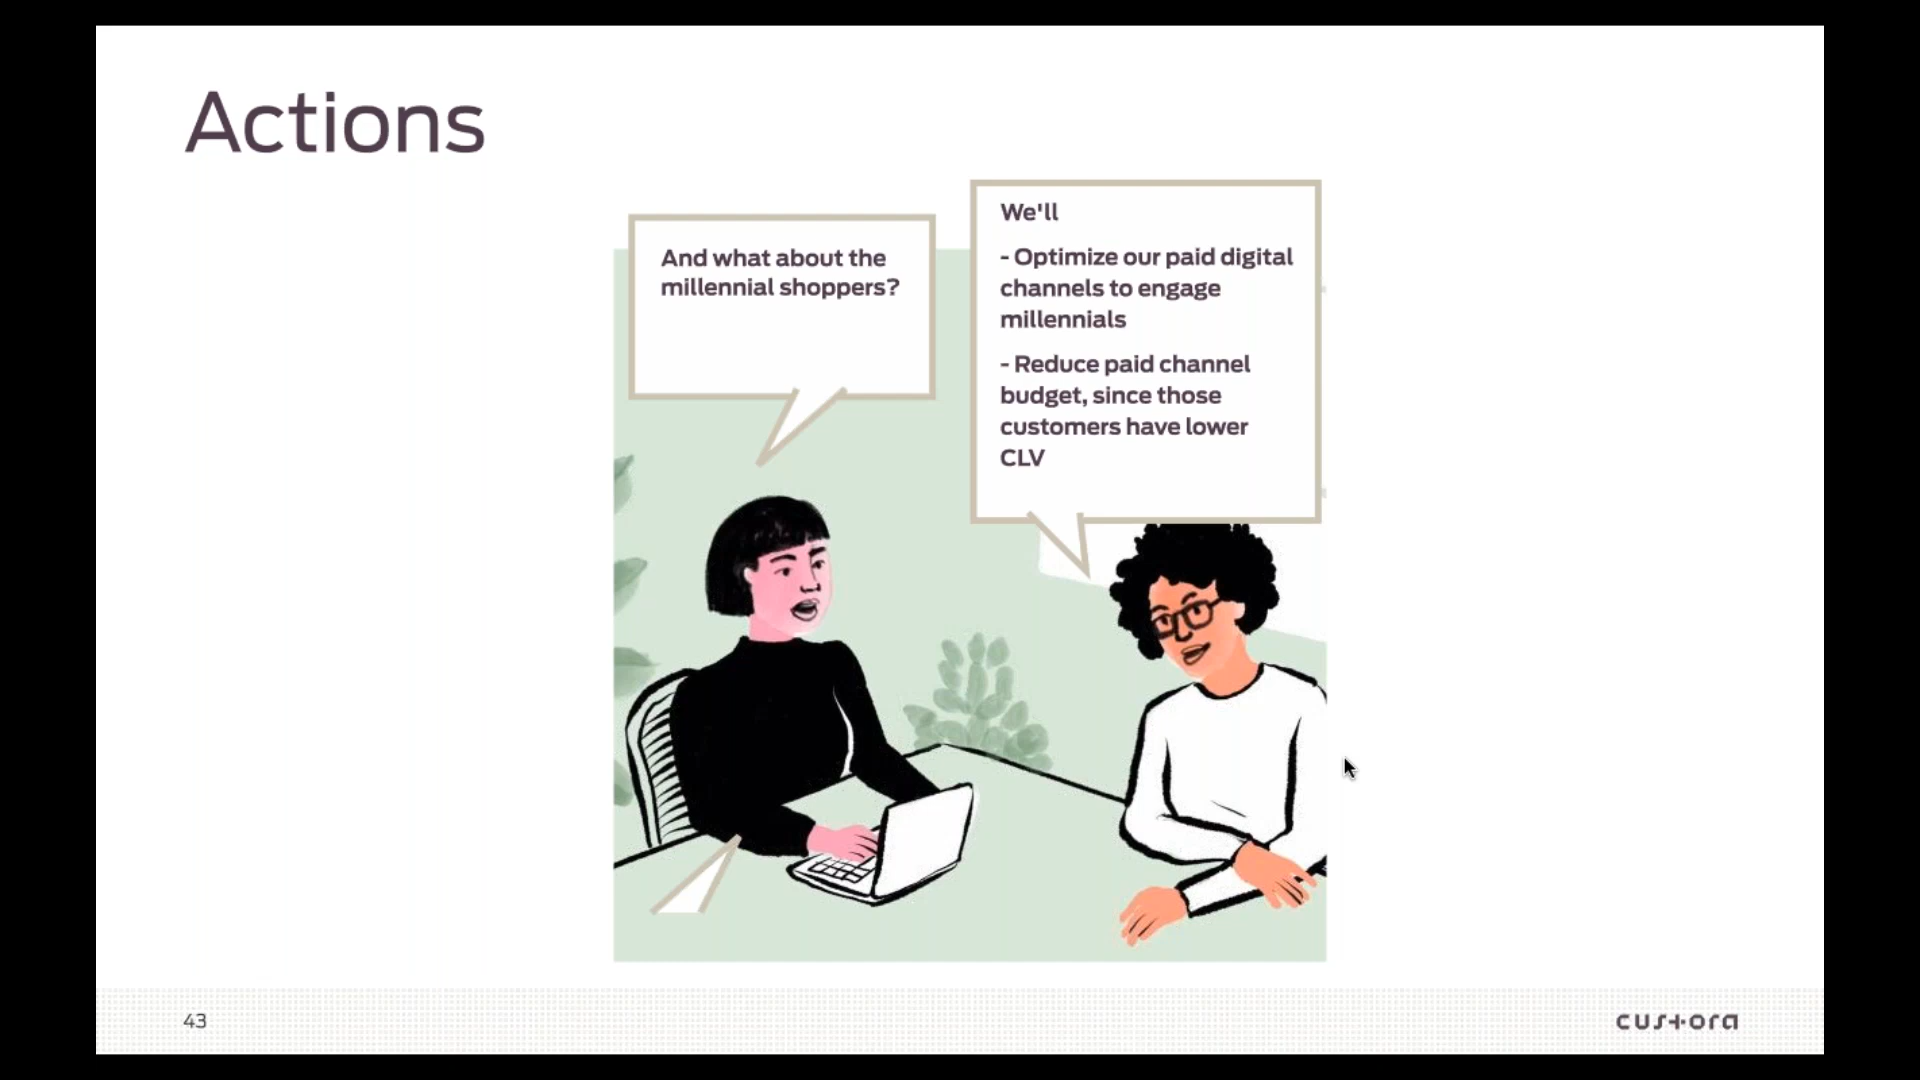 Actions
And what about the
millennial shoppers?
We'll
- Optimize our paid digital
channels to engage
millennials
- Reduce paid channel
budget, since those
customers have lower
CLV
43
custora